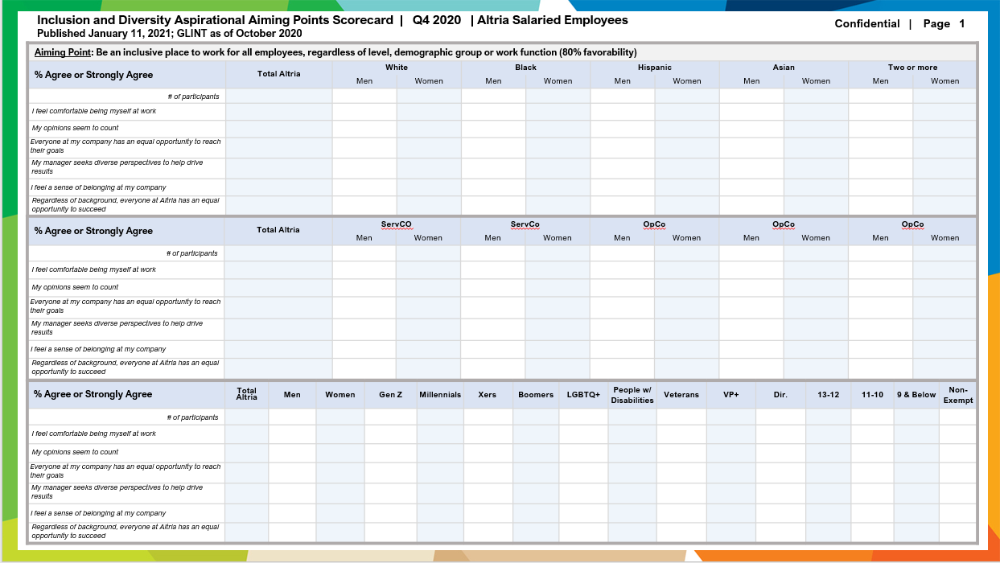 Inclusion and Diversity Aspirational Aiming Points Scorecard | Q4 2020 | Altria Salaried Employees
Published January 11, 2021; GLINT as of October 2020
Confidential | Page 1
Aiming Point: Be an inclusive place to work for all employees, regardless of level, demographic group or work function (80% favorability)
% Agree or Strongly Agree Total Altria White Black Hispanic Asian Two or more
Men Women Men Women Men Women Men Women Men Women
# of participants
I feel comfortable being myself at work
My opinions seem to count
Everyone at my company has an equal opportunity to reach
their goals
My manager seeks diverse perspectives to help drive
results
I feel a sense of belonging at my company
Regardless of background, everyone at Altria has an equal
opportunity to succeed
% Agree or Strongly Agree Total Altria ServCO ServCo OpCo OpCo OpCo
Men Women Men Women Men Women Men Women Men Women
# of participants
I feel comfortable being myself at work
My opinions seem to count
Everyone at my company has an equal opportunity to reach
their goals
My manager seeks diverse perspectives to help drive
results
I feel a sense of belonging at my company
Regardless of background, everyone at Altria has an equal
opportunity to succeed
% Agree or Strongly Agree Total Altria Men Women Gen Z Millennials Xers Boomers LGBTQ+ People w/ Disabilities Veterans VP+ Dir. 13-12 11-10 9 & Below Non-Exempt
# of participants
I feel comfortable being myself at work
My opinions seem to count
Everyone at my company has an equal opportunity to reach
their goals
My manager seeks diverse perspectives to help drive
results
I feel a sense of belonging at my company
Regardless of background, everyone at Altria has an equal
opportunity to succeed